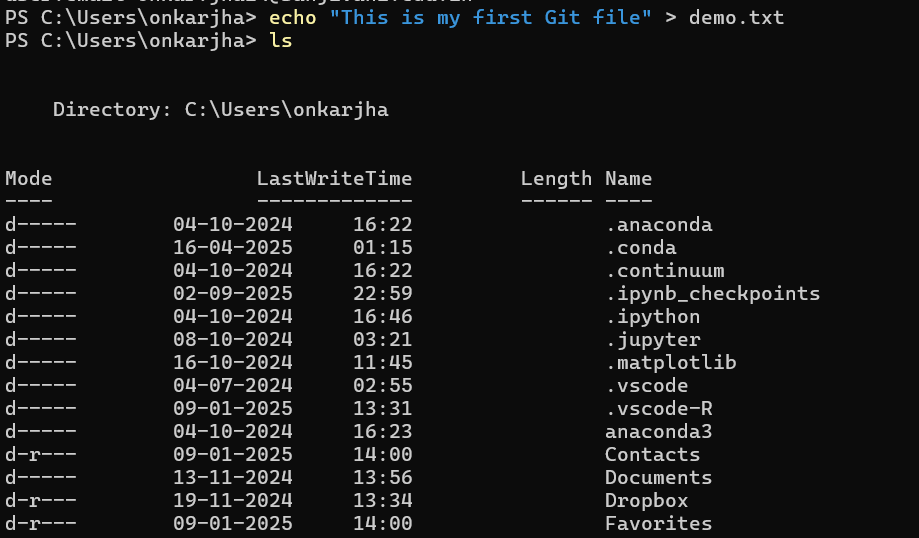 PS C:\Users\onkarjha> echo "This is my first Git file" > demo.txt
PS C:\Users\onkarjha> ls
Directory: C:\Users\onkarjha
Mode LastWriteTime Length Name
---- ------------- ------ ----
d----- 04-10-2024 16:22 .anaconda
d----- 16-04-2025 01:15 .conda
d----- 04-10-2024 16:22 .continuum
d----- 02-09-2025 22:59 .ipynb_checkpoints
d----- 04-10-2024 16:46 .ipython
d----- 08-10-2024 03:21 .jupyter
d----- 16-10-2024 11:45 .matplotlib
d----- 04-07-2024 02:55 .vscode
d----- 09-01-2025 13:31 .vscode-R
d----- 04-10-2024 16:23 anaconda3
d-r--- 09-01-2025 14:00 Contacts
d----- 13-11-2024 13:56 Documents
d-r--- 19-11-2024 13:34 Dropbox
d-r--- 09-01-2025 14:00 Favorites